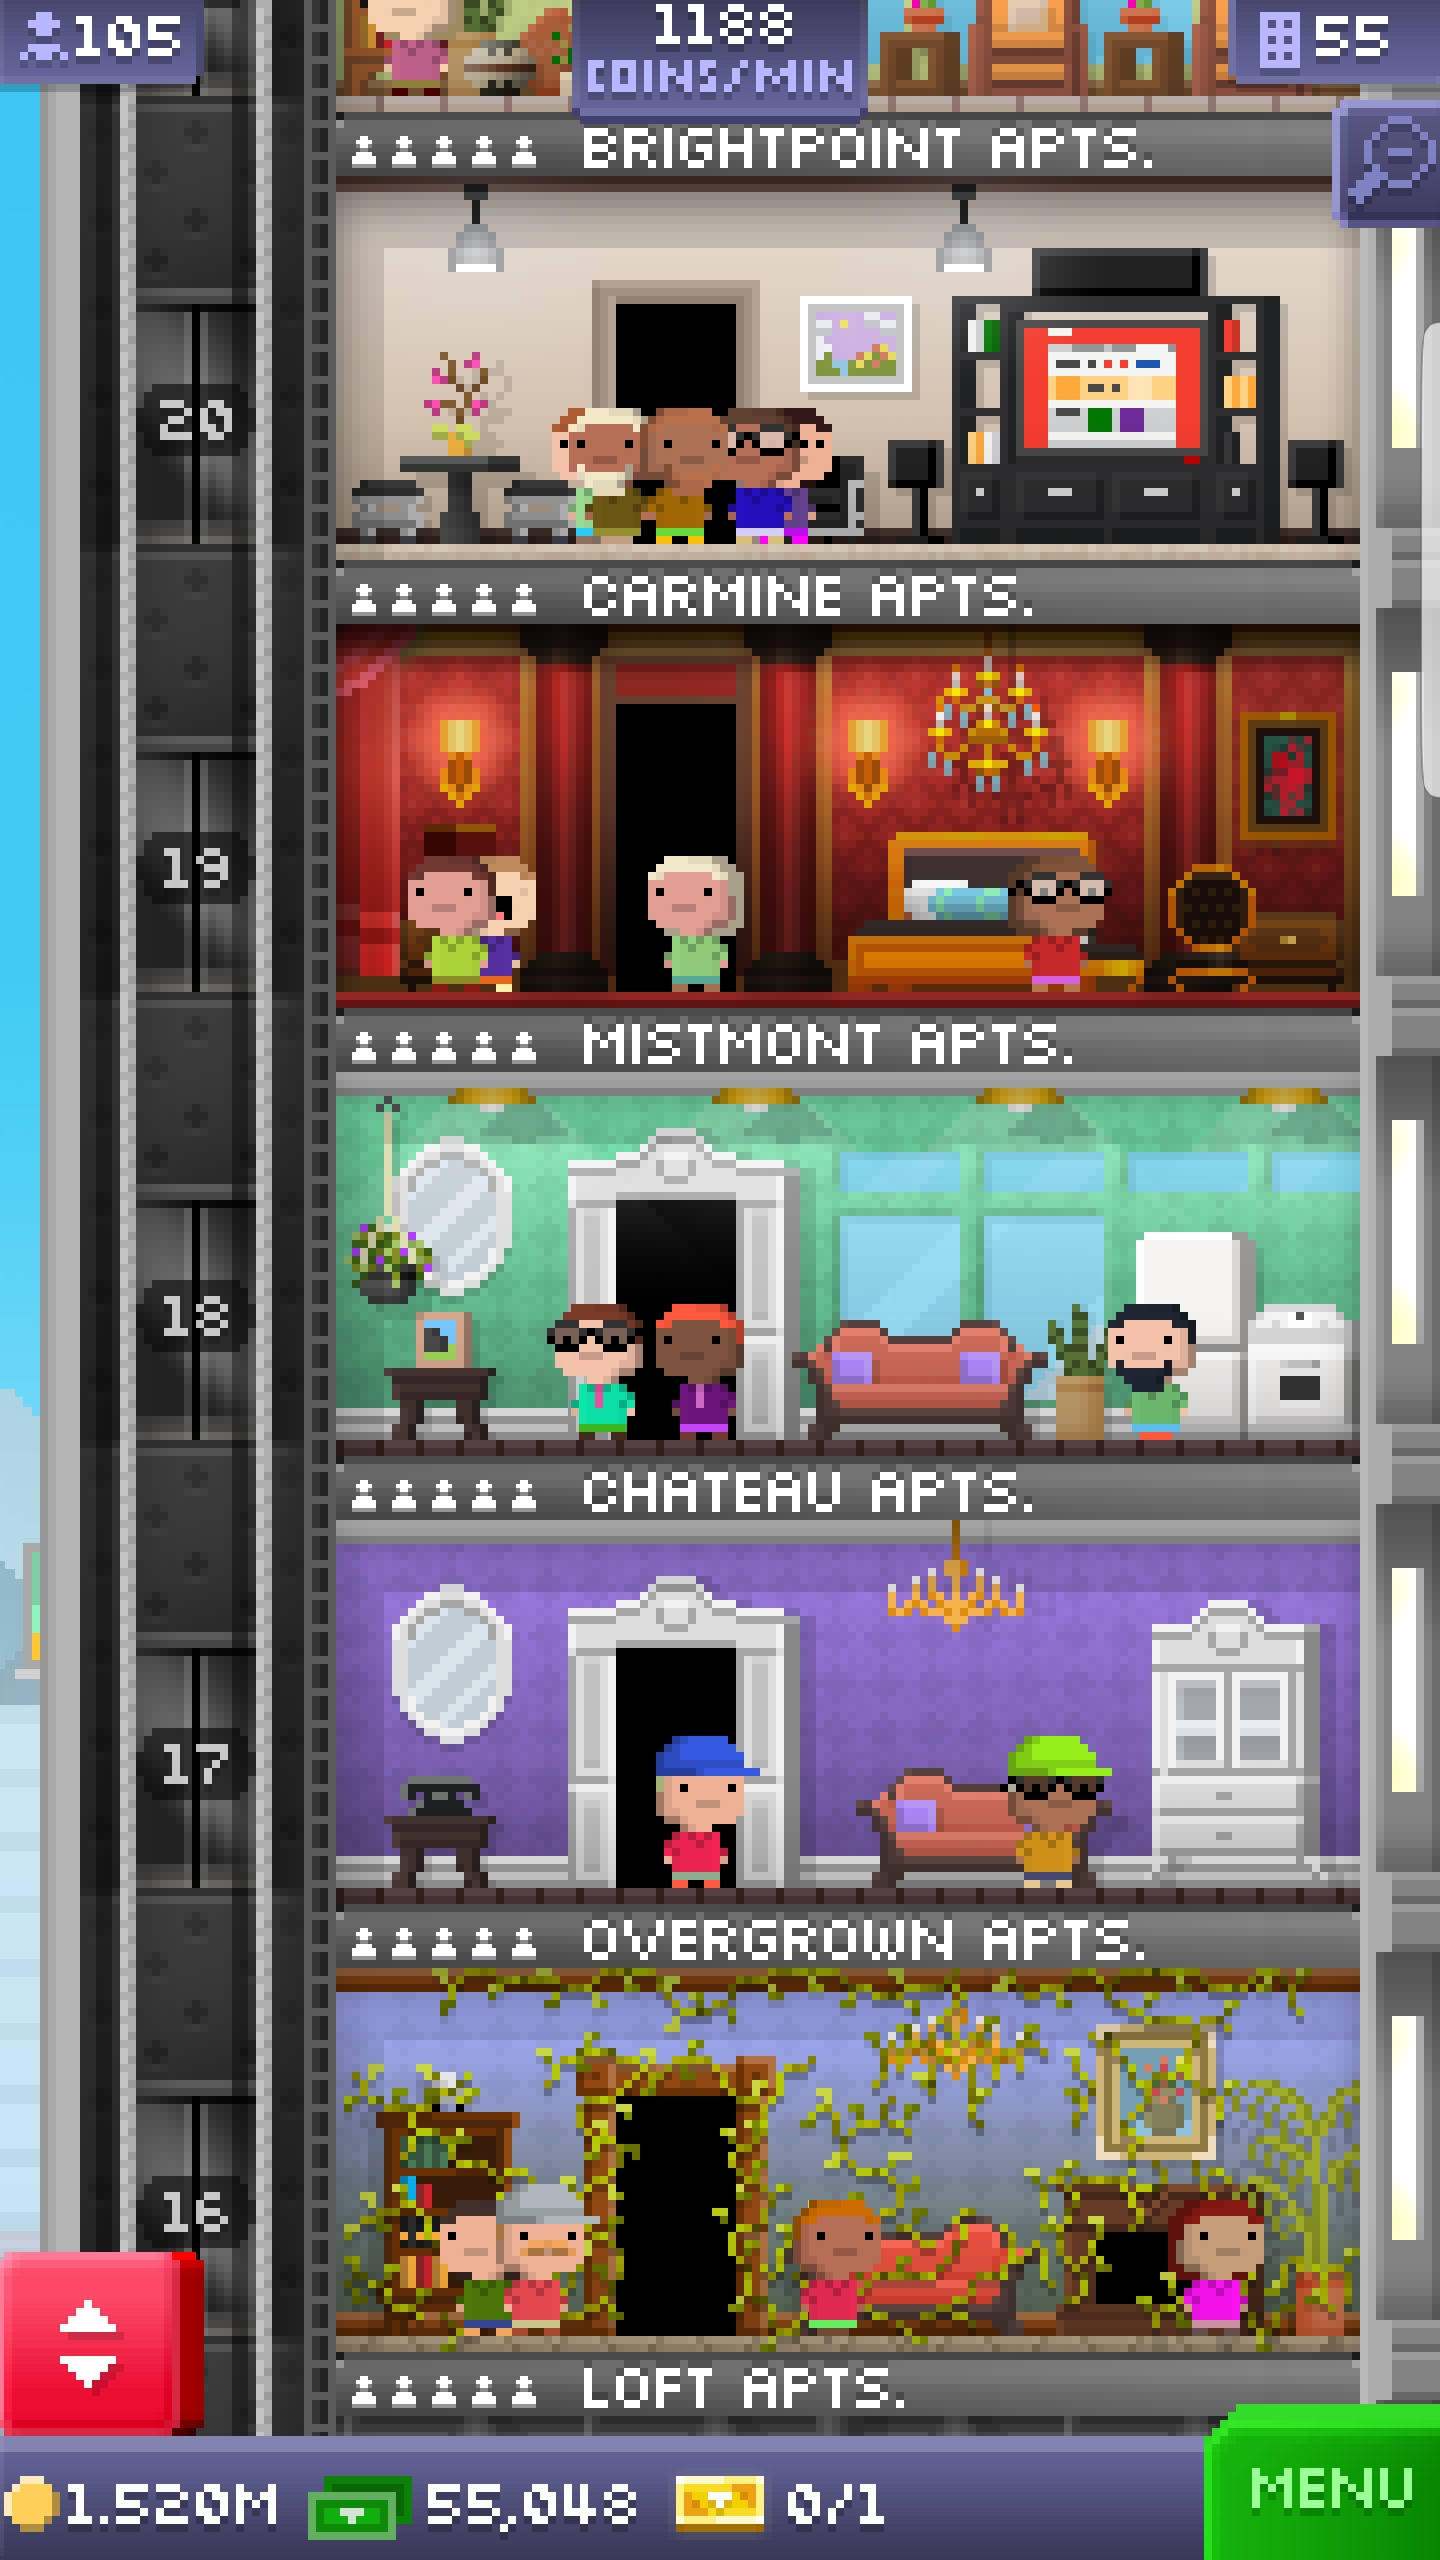 105
1188
COINS/MIN
55
BRIGHTPOINT APTS.
20
CARMINE APTS.
19
MISTMONT APTS.
18
CHATEAU APTS.
17
OVERGROWN APTS.
16
LOFT APTS.
1.520M 55,048 0/1
MENU